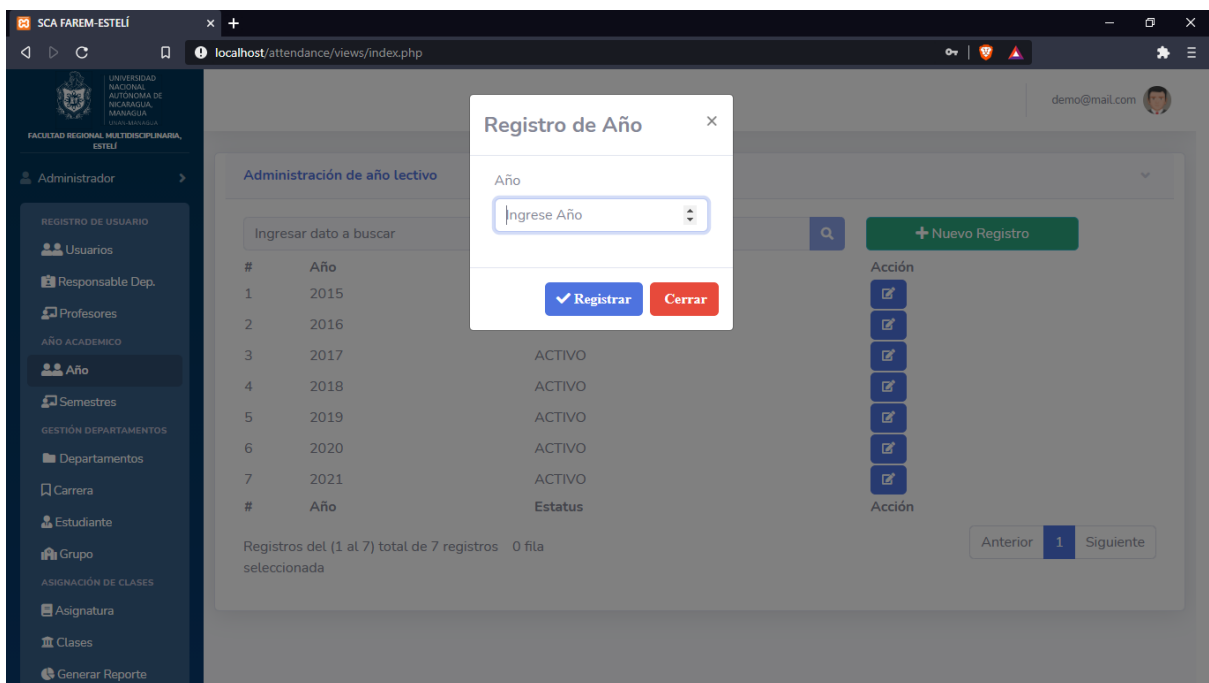 SCA FAREM-ESTELÍ
localhost/attendance/views/index.php
UNIVERSIDAD
NACIONAL
AUTÓNOMA DE
NICARAGUA,
MANAGUA
UNAN-MANAGUA
FACULTAD REGIONAL MULTIDISCIPLINARIA,
ESTELÍ
demo@mail.com
Administrador
REGISTRO DE USUARIO
Usuarios
Responsable Dep.
Profesores
AÑO ACADEMICO
Año
Semestres
GESTIÓN DEPARTAMENTOS
Departamentos
Carrera
Estudiante
Grupo
ASIGNACIÓN DE CLASES
Asignatura
Clases
Generar Reporte
Registro de Año ×
Año
Ingrese Año
Registrar Cerrar
Administración de año lectivo
Ingresar dato a buscar
Nuevo Registro
# Año Acción
1 2015
2 2016
3 2017 ACTIVO
4 2018 ACTIVO
5 2019 ACTIVO
6 2020 ACTIVO
7 2021 ACTIVO
# Año Estatus Acción
Registros del (1 al 7) total de 7 registros 0 fila
seleccionada
Anterior 1 Siguiente